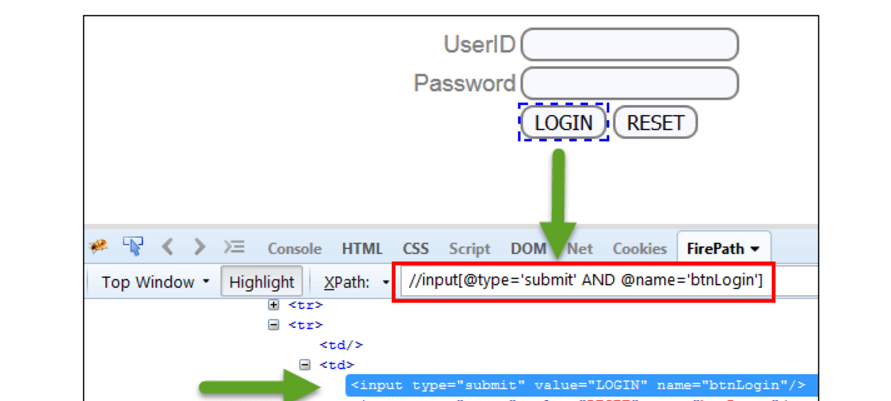 UserID
Password
LOGIN RESET
Console HTML CSS Script DOM Net Cookies FirePath
Top Window Highlight XPath: //input[@type='submit' AND @name='btnLogin']
<tr>
<tr>
<td/>
<td>
<input type="submit" value="LOGIN" name="btnLogin"/>